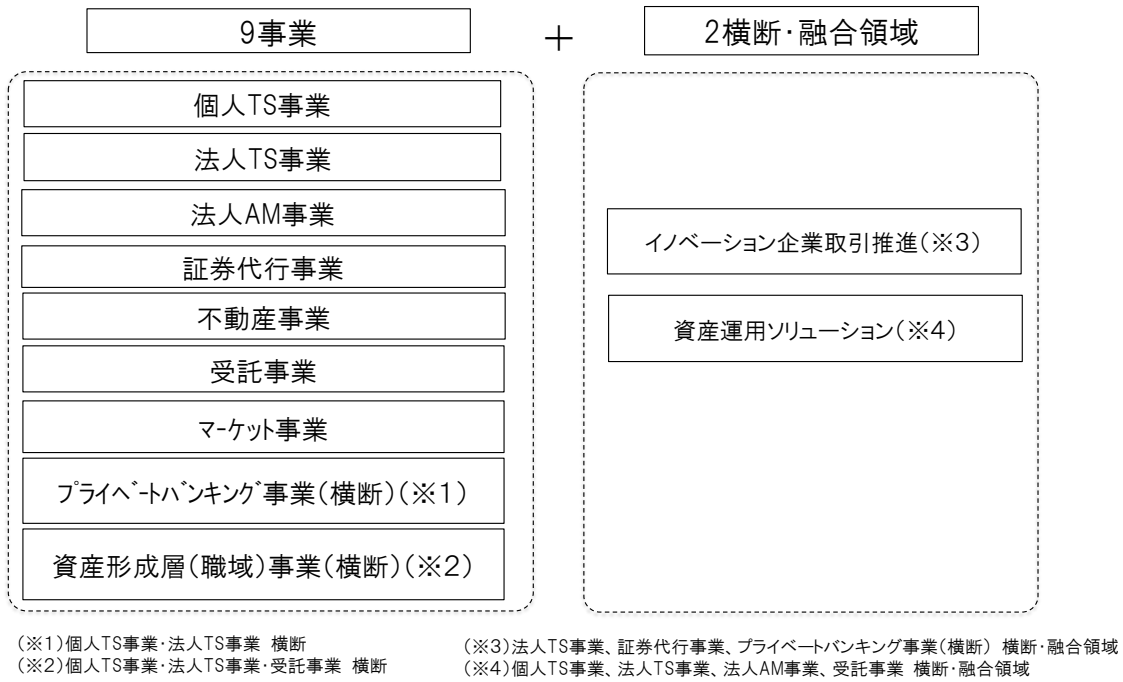 9事業
+
2横断・融合領域
個人TS事業
法人TS事業
法人AM事業
証券代行事業
不動産事業
受託事業
マーケット事業
プライベートバンキング事業(横断)(※1)
資産形成層(職域)事業(横断)(※2)
イノベーション企業取引推進(※3)
資産運用ソリューション(※4)
(※1)個人TS事業・法人TS事業 横断
(※2)個人TS事業・法人TS事業・受託事業 横断
(※3)法人TS事業、証券代行事業、プライベートバンキング事業(横断) 横断・融合領域
(※4)個人TS事業、法人TS事業、法人AM事業、受託事業 横断・融合領域